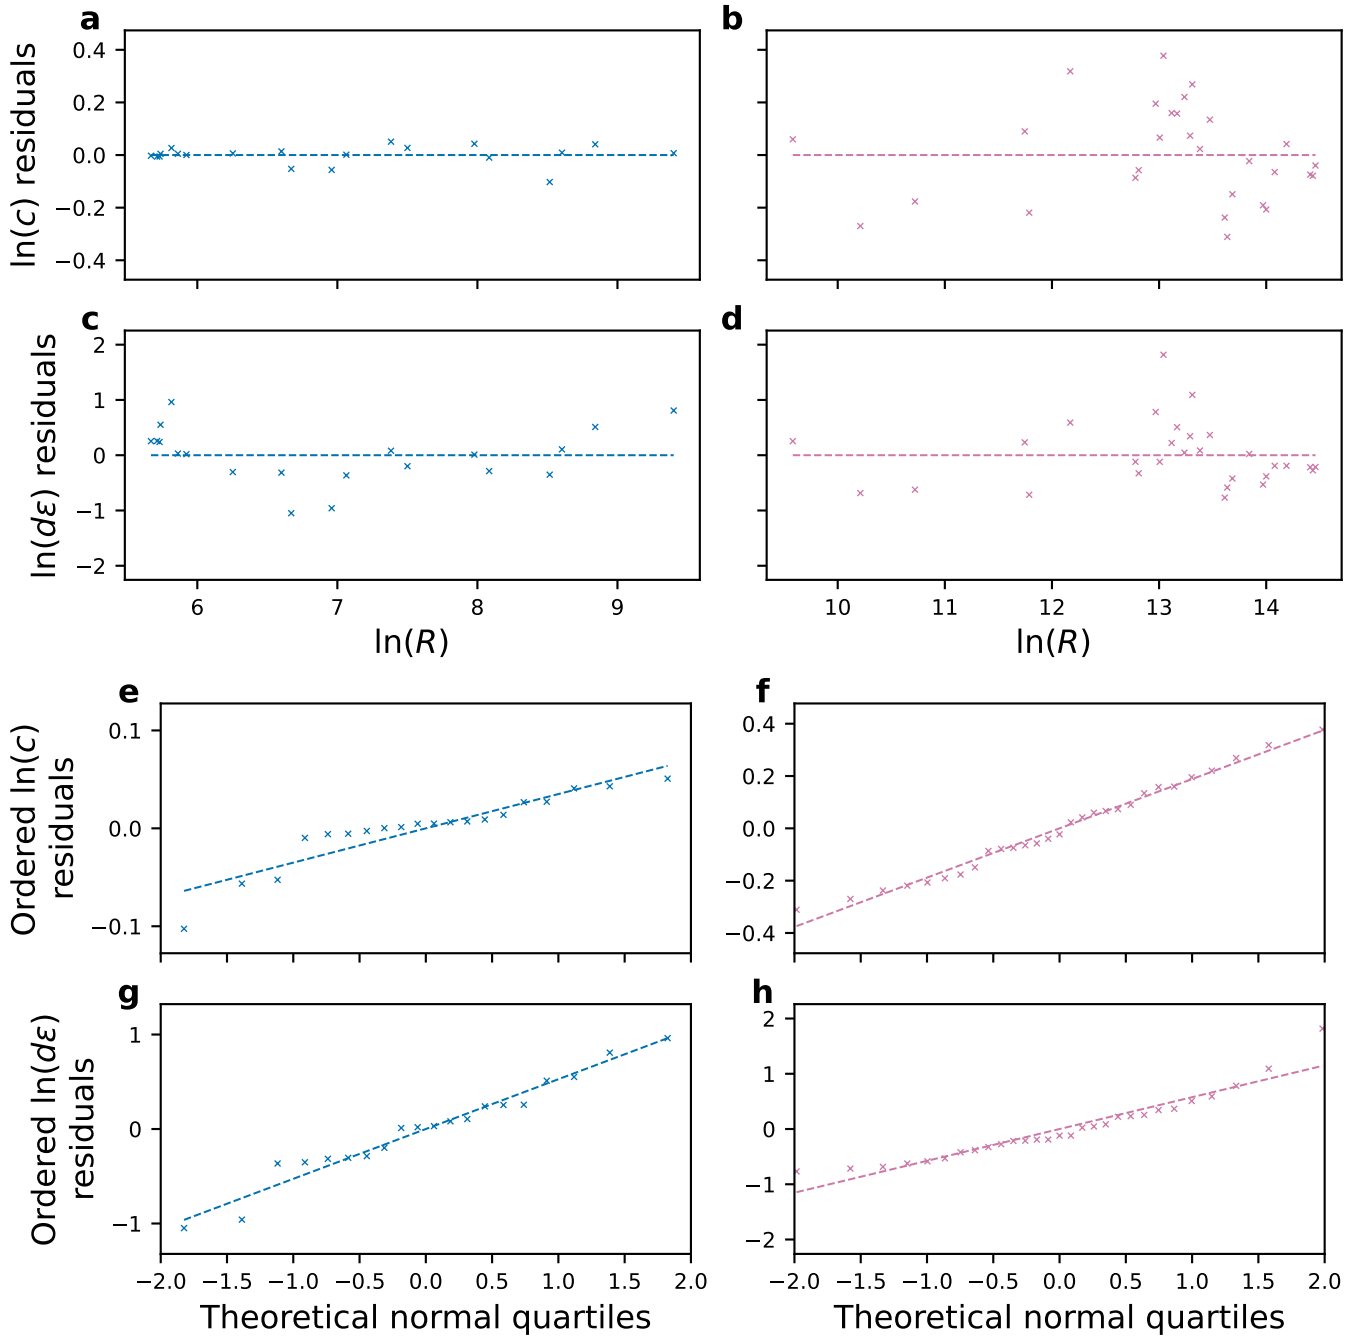 a
b
ln(c) residuals
0.4
0.2
0.0
−0.2
−0.4
c
d
ln(dε) residuals
2
1
0
−1
−2
6
7
8
9
10
11
12
13
14
ln(R)
ln(R)
e
f
Ordered ln(c)
residuals
0.1
0.0
−0.1
0.4
0.2
0.0
−0.2
−0.4
g
h
Ordered ln(dε)
residuals
1
0
−1
2
1
0
−1
−2
−2.0
−1.5
−1.0
−0.5
0.0
0.5
1.0
1.5
2.0
−2.0
−1.5
−1.0
−0.5
0.0
0.5
1.0
1.5
2.0
Theoretical normal quartiles
Theoretical normal quartiles